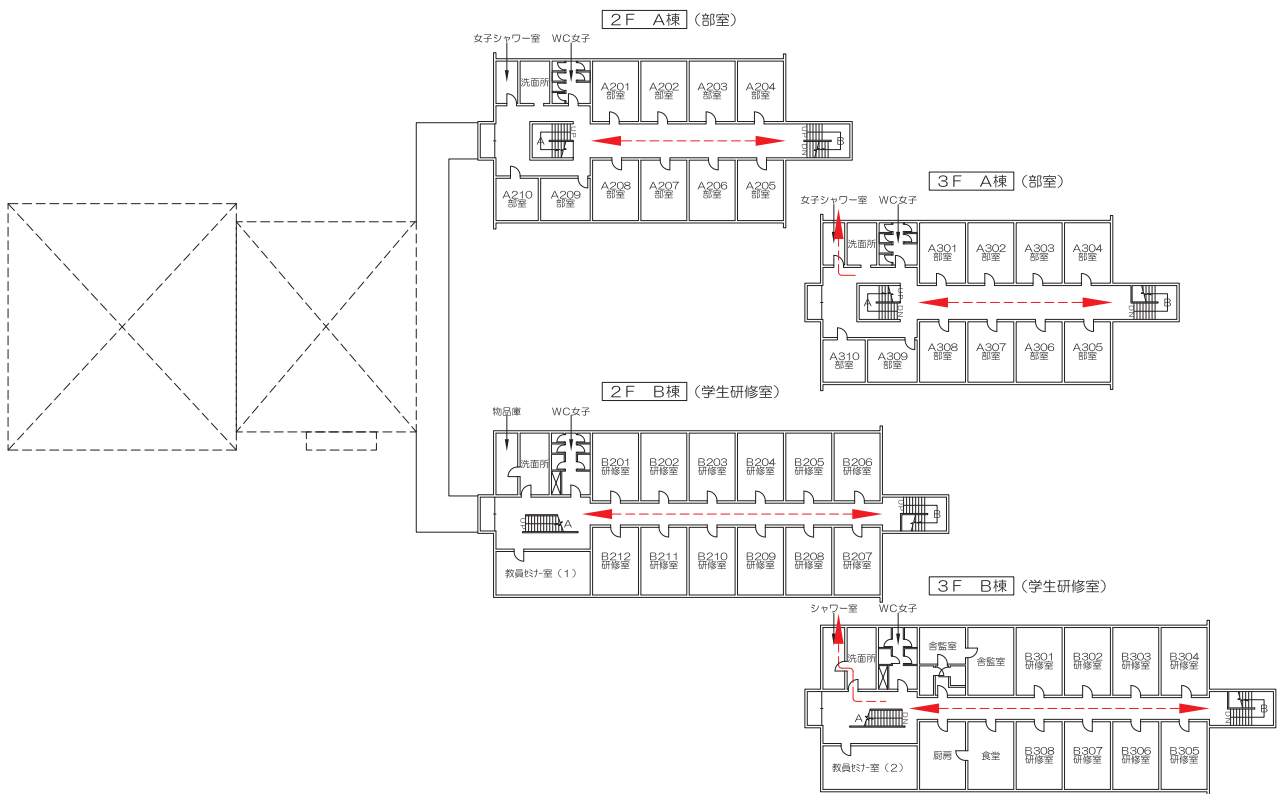 2F A棟 (部室)
女子シャワー室 WC女子
洗面所
A201
部室
A202
部室
A203
部室
A204
部室
A
UP
UP
DN
B
A210
部室
A209
部室
A208
部室
A207
部室
A206
部室
A205
部室
3F A棟 (部室)
女子シャワー室 WC女子
洗面所
A301
部室
A302
部室
A303
部室
A304
部室
A
UP
DN
DN
B
A310
部室
A309
部室
A308
部室
A307
部室
A306
部室
A305
部室
2F B棟 (学生研修室)
物品庫 WC女子
洗面所
B201
研修室
B202
研修室
B203
研修室
B204
研修室
B205
研修室
B206
研修室
UP
A
UP
B
教員セミナー室(1)
B212
研修室
B211
研修室
B210
研修室
B209
研修室
B208
研修室
B207
研修室
3F B棟 (学生研修室)
シャワー室 WC女子
洗面所
舎監室
舎監室
B301
研修室
B302
研修室
B303
研修室
B304
研修室
A
DN
DN
B
教員セミナー室(2)
厨房
食堂
B308
研修室
B307
研修室
B306
研修室
B305
研修室